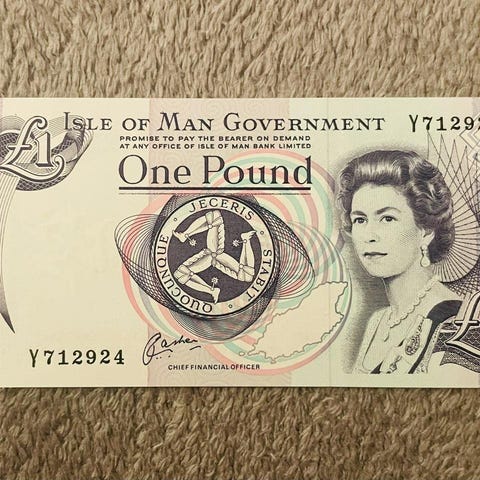 £1
ISLE OF MAN GOVERNMENT
Y712924
PROMISE TO PAY THE BEARER ON DEMAND
AT ANY OFFICE OF ISLE OF MAN BANK LIMITED
One Pound
QUOCUNQUE · JECERIS · STABIT ·
Y712924
CHIEF FINANCIAL OFFICER
£